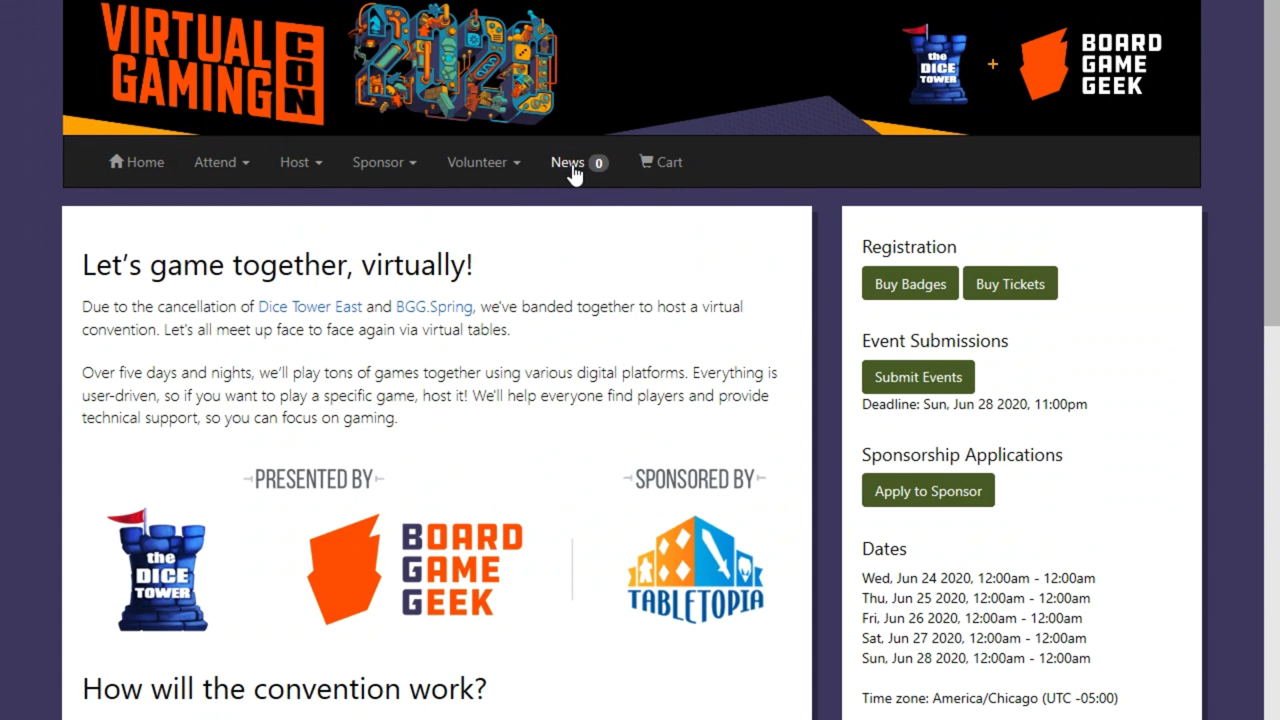 VIRTUAL
GAMING
CON
2020
the
DICE
TOWER
+
BOARD
GAME
GEEK
Home Attend Host Sponsor Volunteer News 0 Cart
Let's game together, virtually!
Due to the cancellation of Dice Tower East and BGG.Spring, we've banded together to host a virtual
convention. Let's all meet up face to face again via virtual tables.
Over five days and nights, we'll play tons of games together using various digital platforms. Everything is
user-driven, so if you want to play a specific game, host it! We'll help everyone find players and provide
technical support, so you can focus on gaming.
PRESENTED BY
SPONSORED BY
the
DICE
TOWER
BOARD
GAME
GEEK
TABLETOPIA
How will the convention work?
Registration
Buy Badges Buy Tickets
Event Submissions
Submit Events
Deadline: Sun, Jun 28 2020, 11:00pm
Sponsorship Applications
Apply to Sponsor
Dates
Wed, Jun 24 2020, 12:00am - 12:00am
Thu, Jun 25 2020, 12:00am - 12:00am
Fri, Jun 26 2020, 12:00am - 12:00am
Sat, Jun 27 2020, 12:00am - 12:00am
Sun, Jun 28 2020, 12:00am - 12:00am
Time zone: America/Chicago (UTC -05:00)